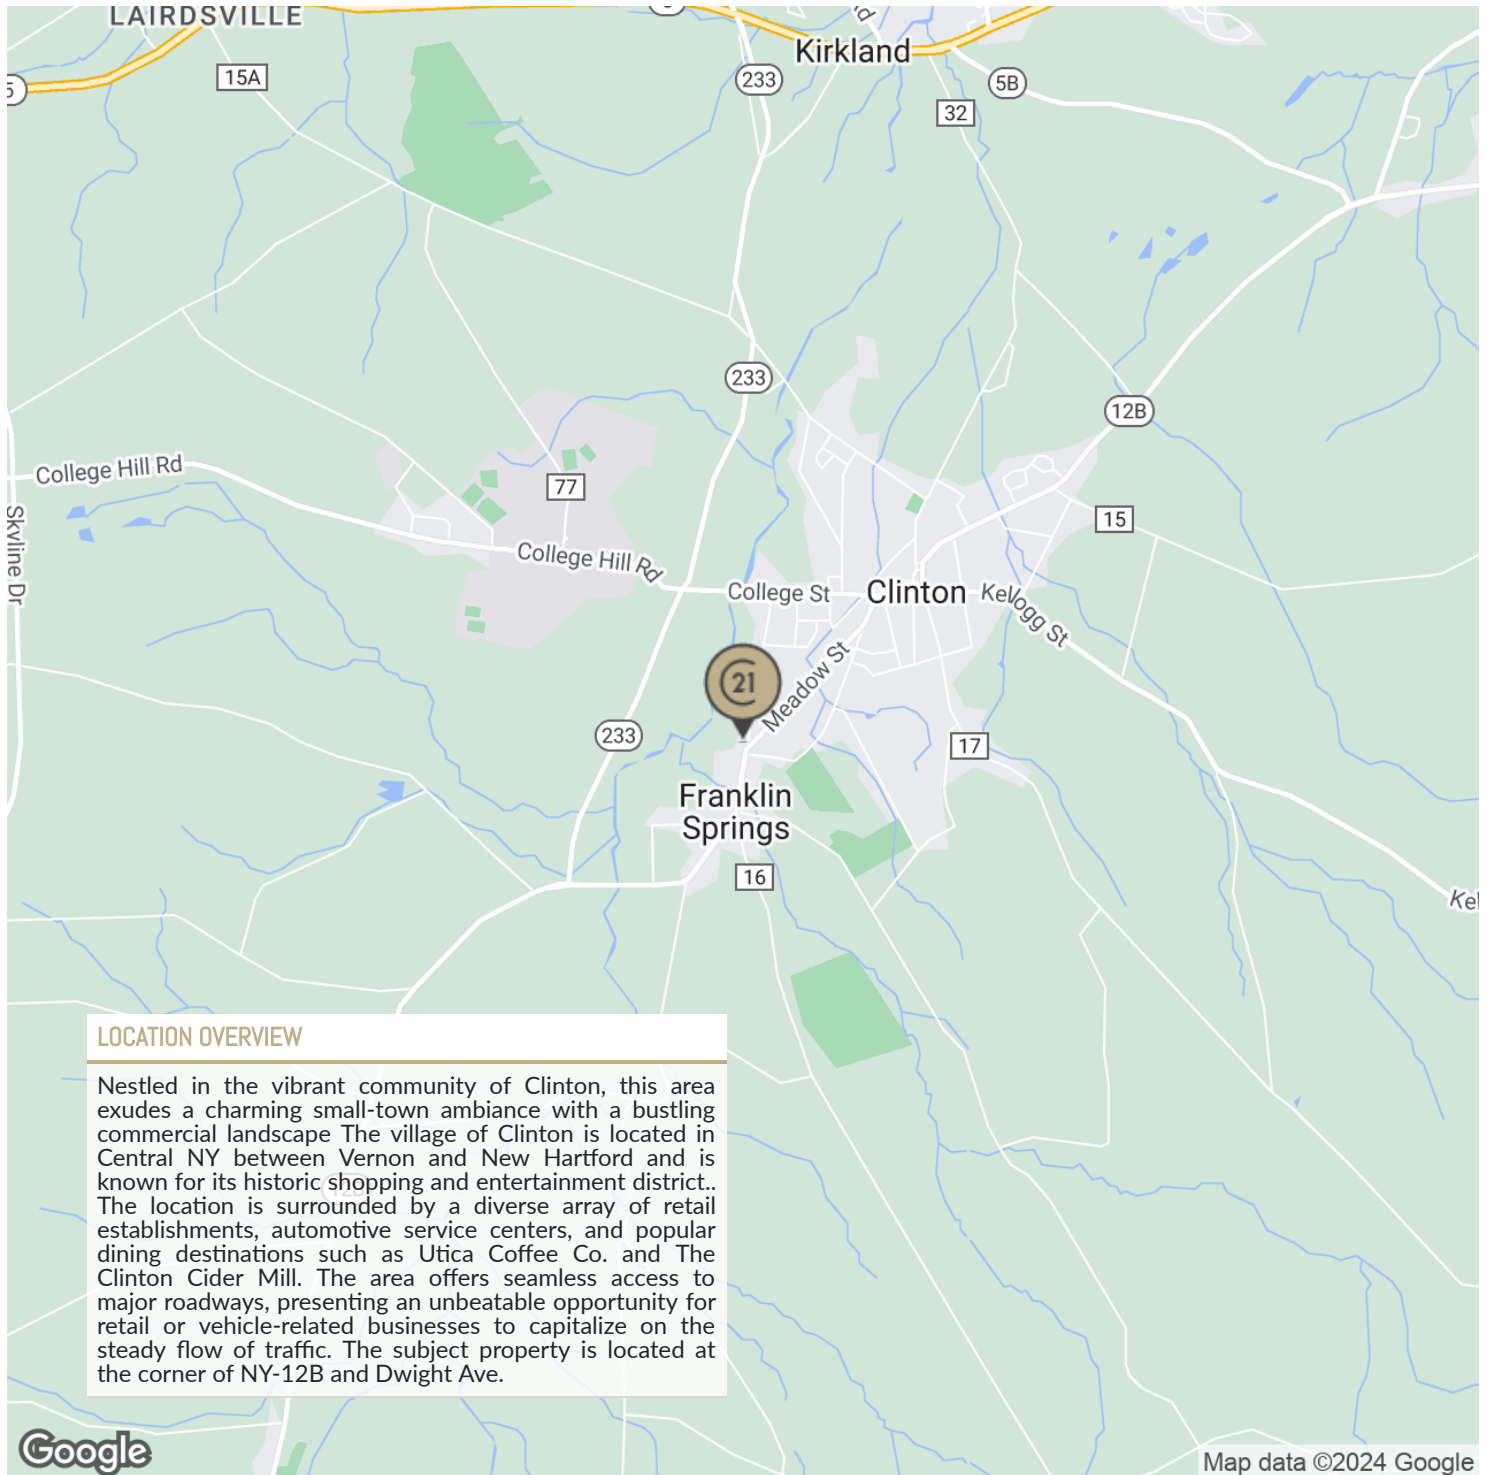 LAIRDSVILLE
15A
5
Kirkland
233
5B
32
233
12B
College Hill Rd
Skyline Dr
77
15
College Hill Rd
College St
Clinton
Kellogg St
21
Meadow St
233
17
Franklin
Springs
16
Kel
LOCATION OVERVIEW
Nestled in the vibrant community of Clinton, this area
exudes a charming small-town ambiance with a bustling
commercial landscape The village of Clinton is located in
Central NY between Vernon and New Hartford and is
known for its historic shopping and entertainment district..
The location is surrounded by a diverse array of retail
establishments, automotive service centers, and popular
dining destinations such as Utica Coffee Co. and The
Clinton Cider Mill. The area offers seamless access to
major roadways, presenting an unbeatable opportunity for
retail or vehicle-related businesses to capitalize on the
steady flow of traffic. The subject property is located at
the corner of NY-12B and Dwight Ave.
12B
Google
Map data ©2024 Google